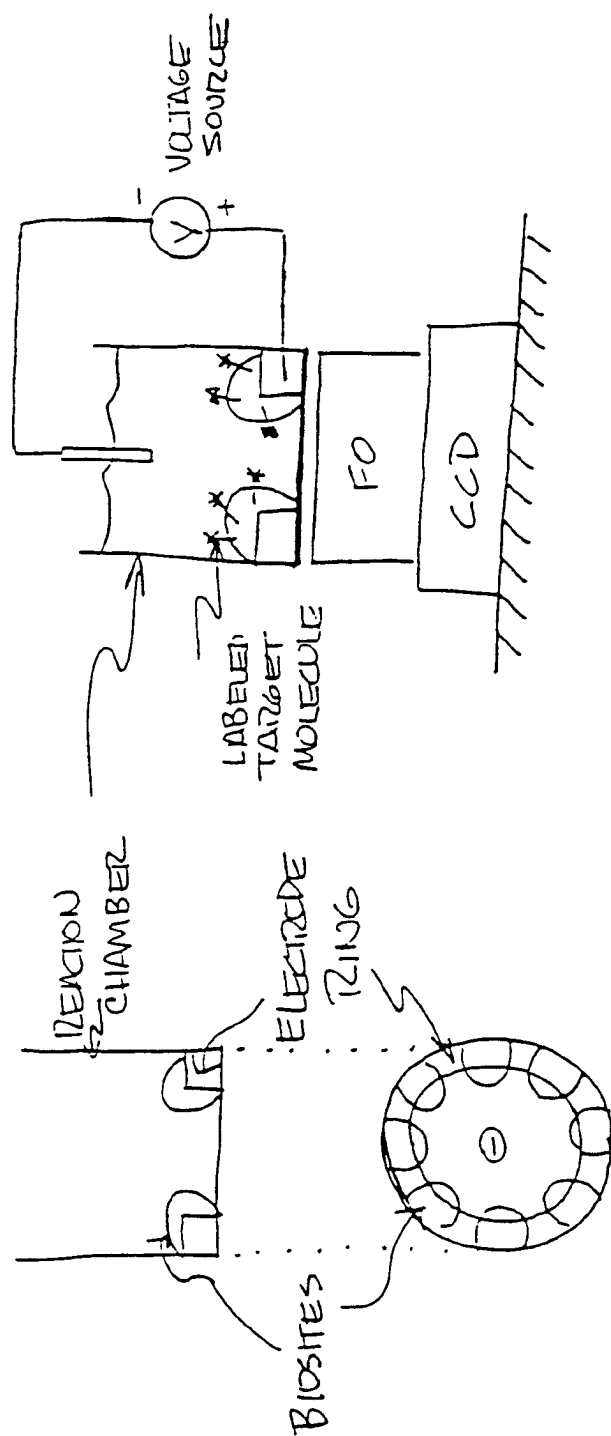 REACTION
CHAMBER
BIOSITES
ELECTRODE
RING
-
LABELED
TARGET
MOLECULE
-
V
+
VOLTAGE
SOURCE
FO
CCD